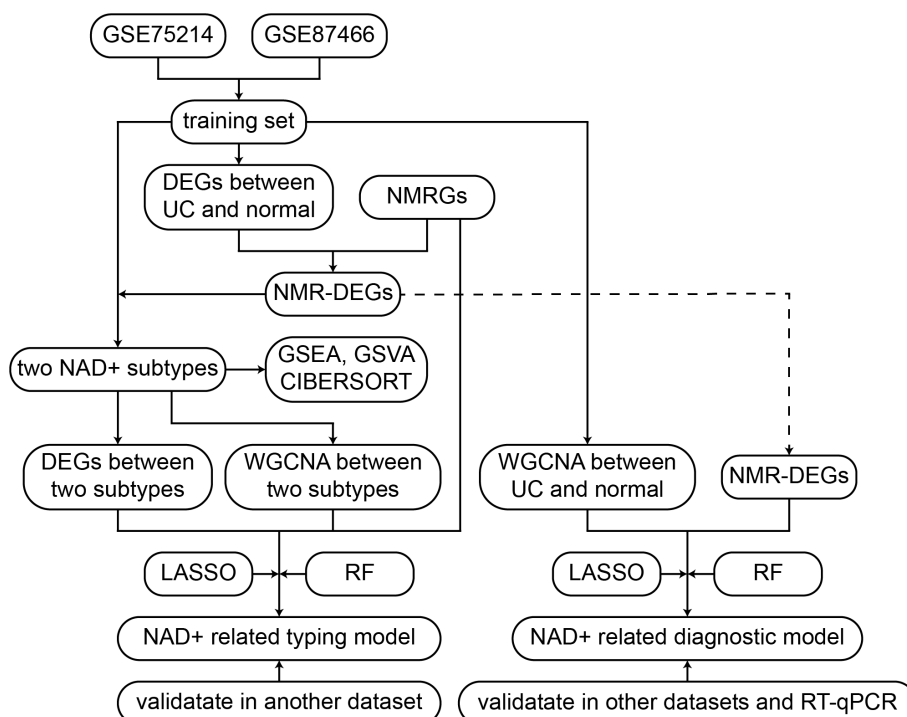 GSE75214
GSE87466
training set
DEGs between
UC and normal
NMRGs
NMR-DEGs
two NAD+ subtypes
GSEA, GSVA
CIBERSORT
DEGs between
two subtypes
WGCNA between
two subtypes
WGCNA between
UC and normal
NMR-DEGs
LASSO
RF
LASSO
RF
NAD+ related typing model
NAD+ related diagnostic model
validatate in another dataset
validatate in other datasets and RT-qPCR